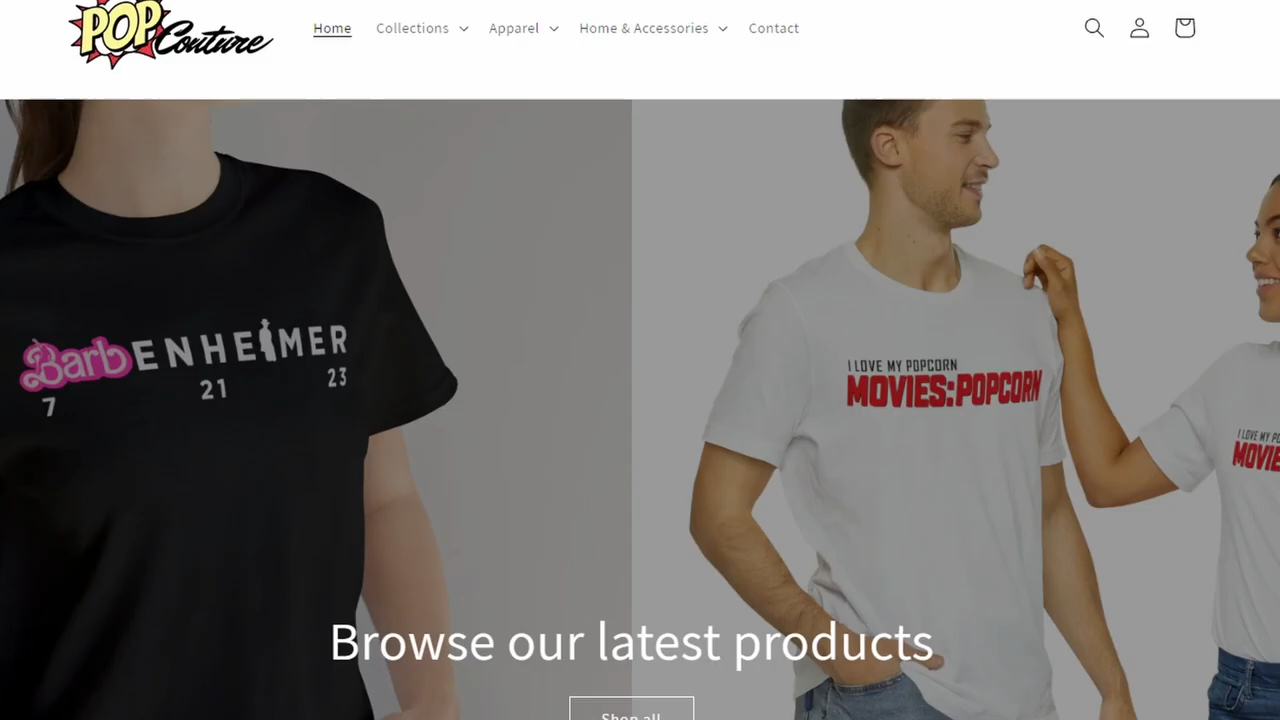 POP Couture
Home Collections Apparel Home & Accessories Contact
BarbENHEIMER
7 21 23
I LOVE MY POPCORN
MOVIES:POPCORN
I LOVE MY
MOVIE
Browse our latest products
Shop all